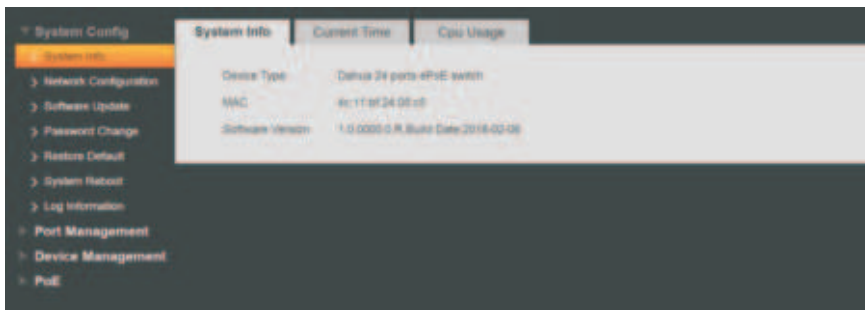 System Config
System Info
Network Configuration
Software Update
Password Change
Restore Default
System Reboot
Log Information
Port Management
Device Management
PoE
System Info Current Time Cpu Usage
Device Type Dahua 24 ports ePoE switch
MAC
Software Version 1.0.0000.0.R,Build Date:2018-02-06